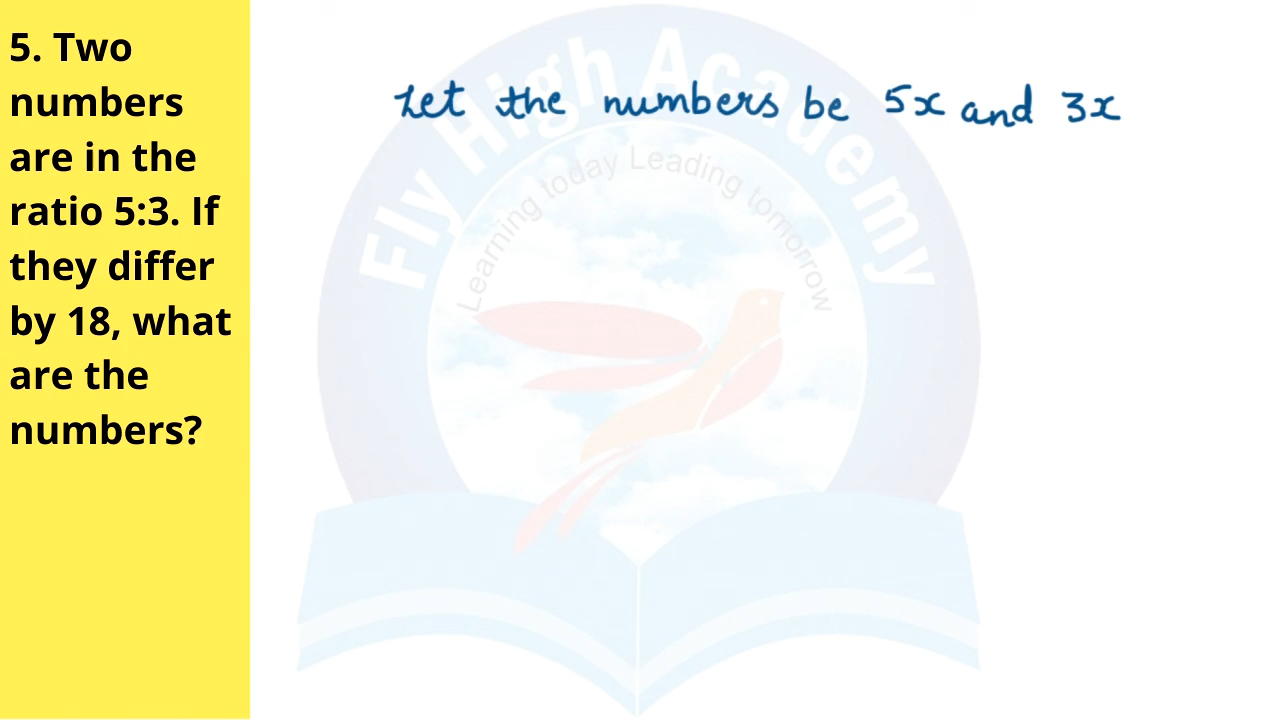 5. Two
numbers
are in the
ratio 5:3. If
they differ
by 18, what
are the
numbers?
Let the numbers be 5x and 3x
Fly High Academy
Learning today Leading tomorrow